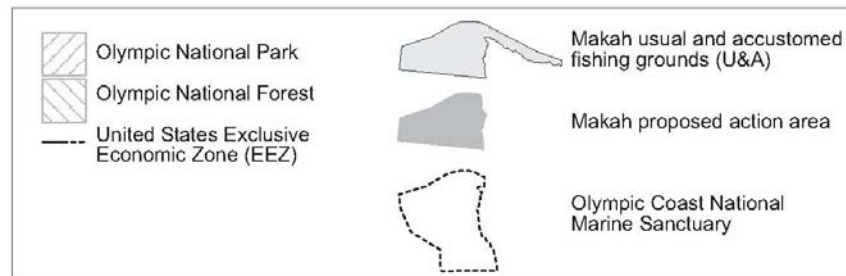 Olympic National Park
Olympic National Forest
United States Exclusive
Economic Zone (EEZ)
Makah usual and accustomed
fishing grounds (U&A)
Makah proposed action area
Olympic Coast National
Marine Sanctuary